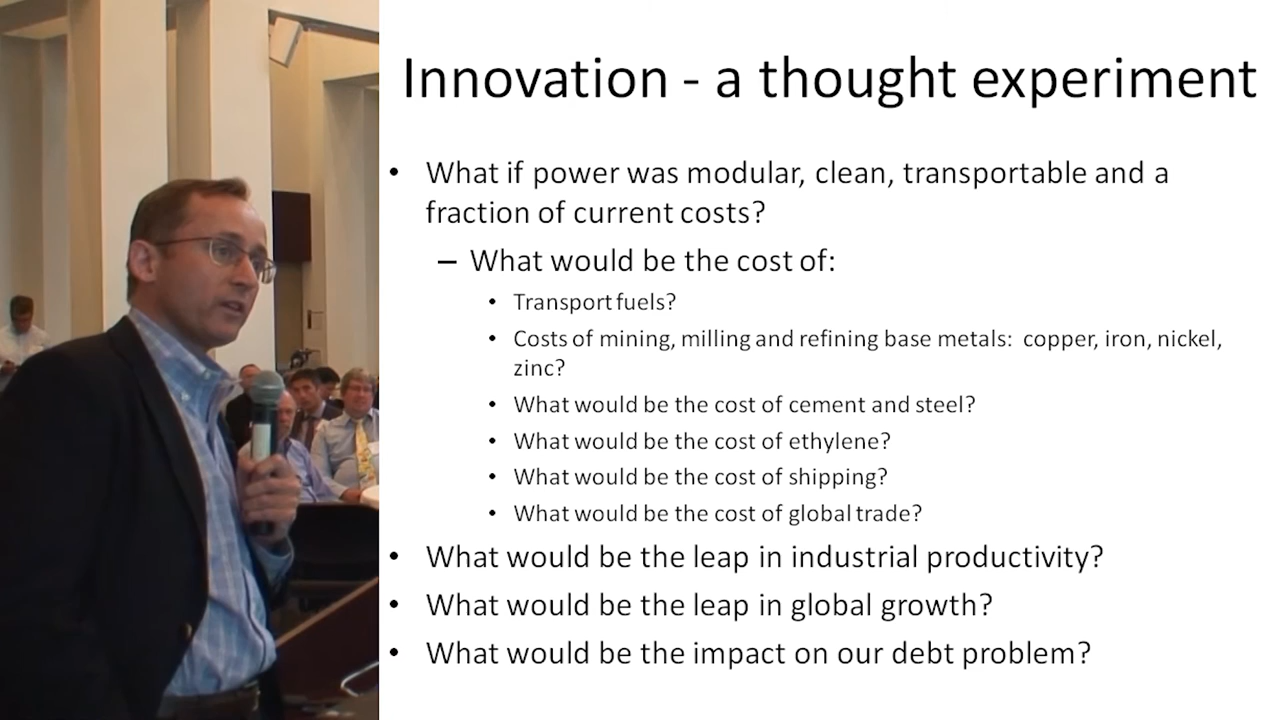 Innovation - a thought experiment
• What if power was modular, clean, transportable and a
fraction of current costs?
– What would be the cost of:
• Transport fuels?
• Costs of mining, milling and refining base metals: copper, iron, nickel,
zinc?
• What would be the cost of cement and steel?
• What would be the cost of ethylene?
• What would be the cost of shipping?
• What would be the cost of global trade?
• What would be the leap in industrial productivity?
• What would be the leap in global growth?
• What would be the impact on our debt problem?